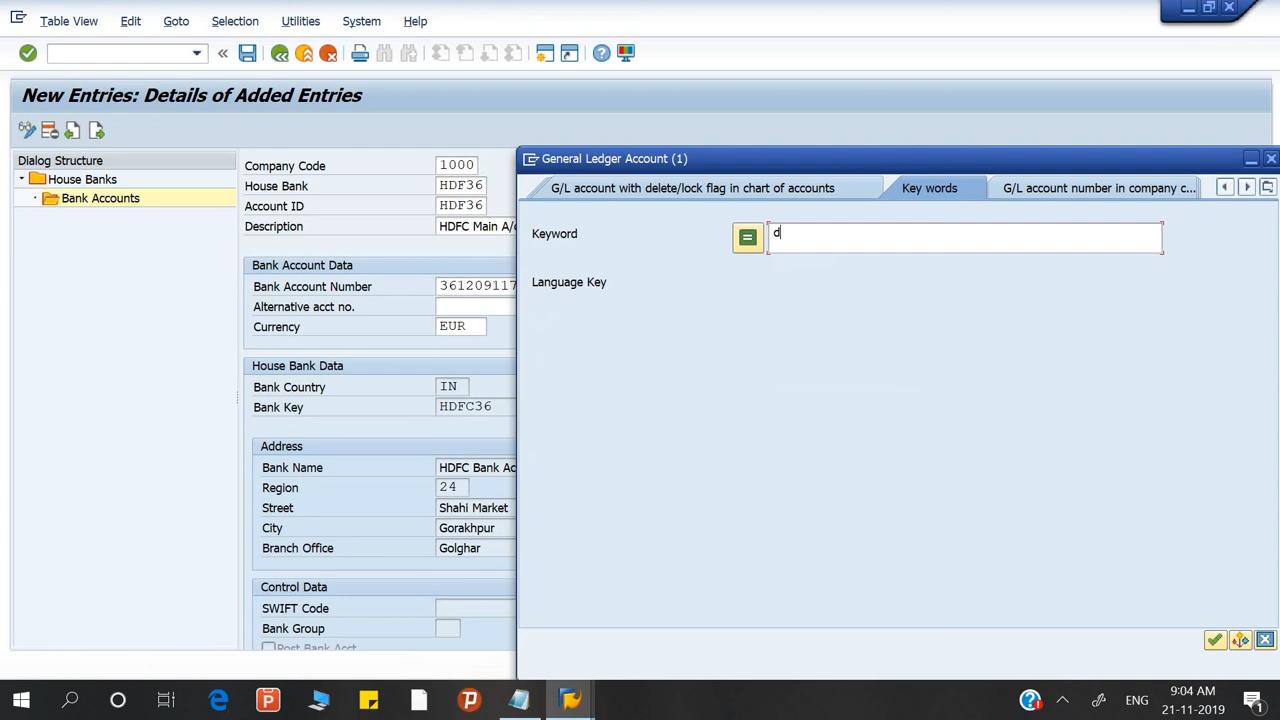 Table View Edit Goto Selection Utilities System Help
New Entries: Details of Added Entries
Dialog Structure
House Banks
Bank Accounts
Company Code 1000
House Bank HDF36
Account ID HDF36
Description HDFC Main A/c
Bank Account Data
Bank Account Number 361209117
Alternative acct no.
Currency EUR
House Bank Data
Bank Country IN
Bank Key HDFC36
Address
Bank Name HDFC Bank Ac
Region 24
Street Shahi Market
City Gorakhpur
Branch Office Golghar
Control Data
SWIFT Code
Bank Group
Post Bank Acct
General Ledger Account (1)
G/L account with delete/lock flag in chart of accounts Key words G/L account number in company c...
Keyword d
Language Key
ENG 9:04 AM
21-11-2019